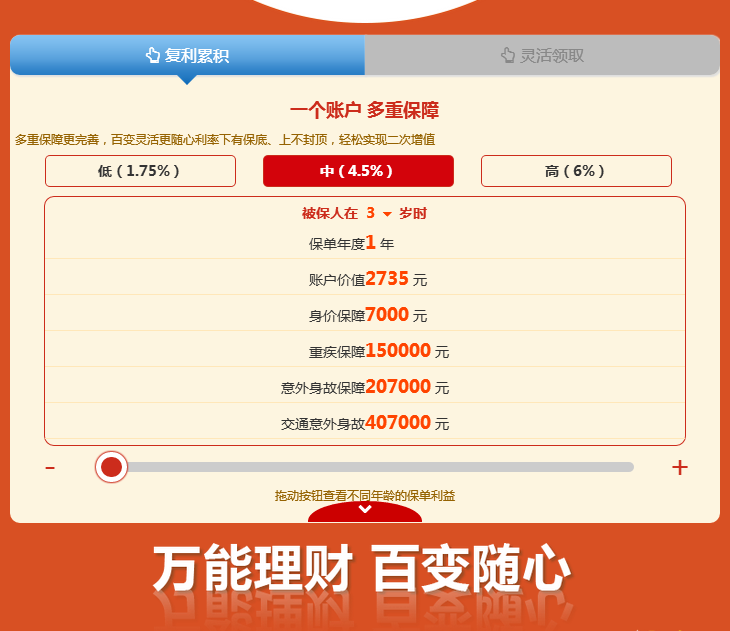 复利累积 灵活领取
一个账户 多重保障
多重保障更完善，百变灵活更随心利率下有保底、上不封顶，轻松实现二次增值
低（1.75%） 中（4.5%） 高（6%）
被保人在 3 岁时
保单年度1 年
账户价值2735 元
身价保障7000 元
重疾保障150000 元
意外身故保障207000 元
交通意外身故407000 元
- +
拖动按钮查看不同年龄的保单利益
万能理财 百变随心